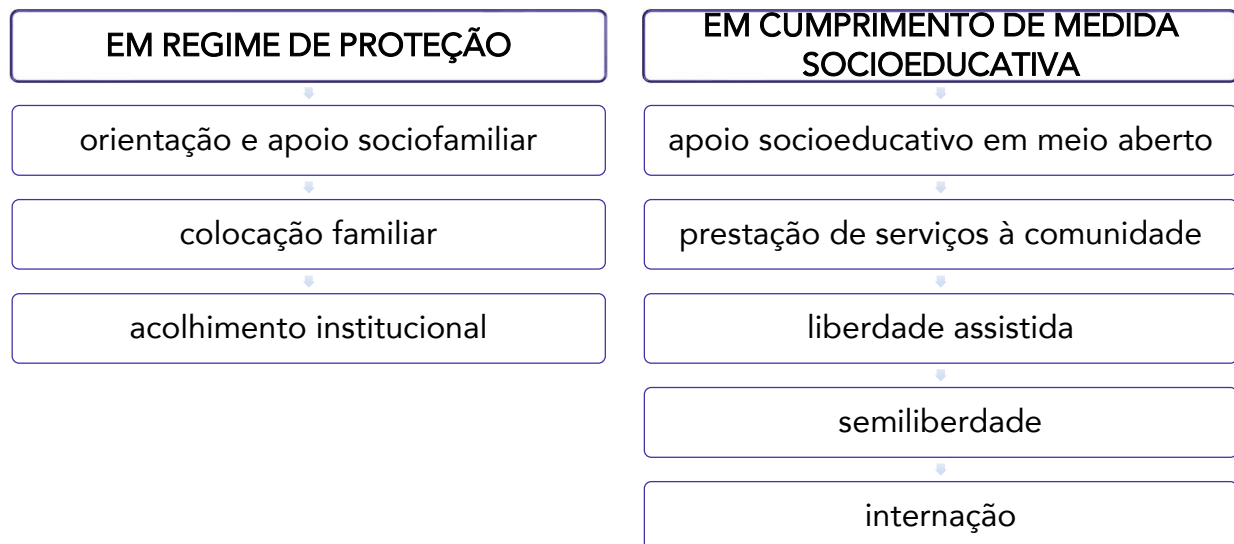 EM REGIME DE PROTEÇÃO
orientação e apoio sociofamiliar
colocação familiar
acolhimento institucional
EM CUMPRIMENTO DE MEDIDA
SOCIOEDUCATIVA
apoio socioeducativo em meio aberto
prestação de serviços à comunidade
liberdade assistida
semiliberdade
internação